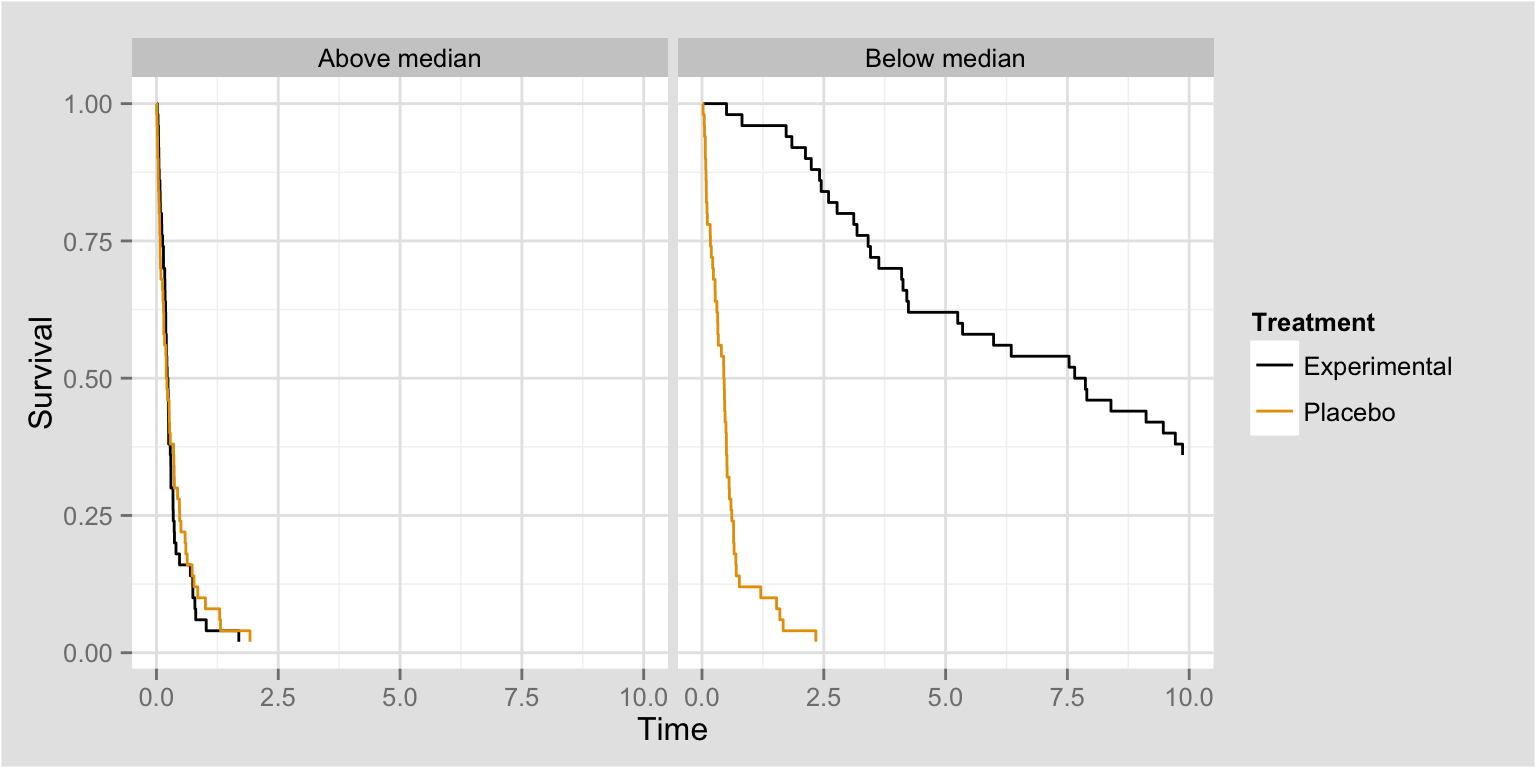 Above median
Below median
Survival
1.00
0.75
0.50
0.25
0.00
0.0 2.5 5.0 7.5 10.0
0.0 2.5 5.0 7.5 10.0
Time
Treatment
Experimental
Placebo